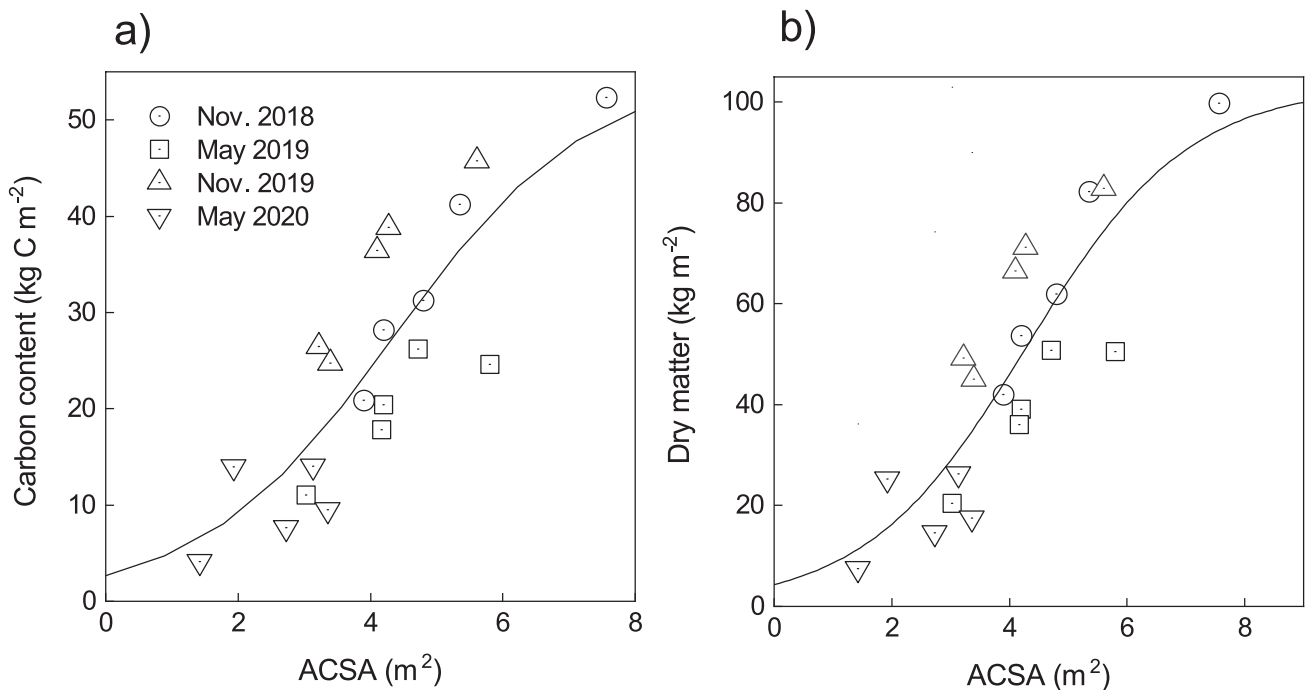 a)
Carbon content (kg C m⁻²)
50
40
30
20
10
0
Nov. 2018
May 2019
Nov. 2019
May 2020
0 2 4 6 8
ACSA (m²)
b)
Dry matter (kg m⁻²)
100
80
60
40
20
0
0 2 4 6 8
ACSA (m²)